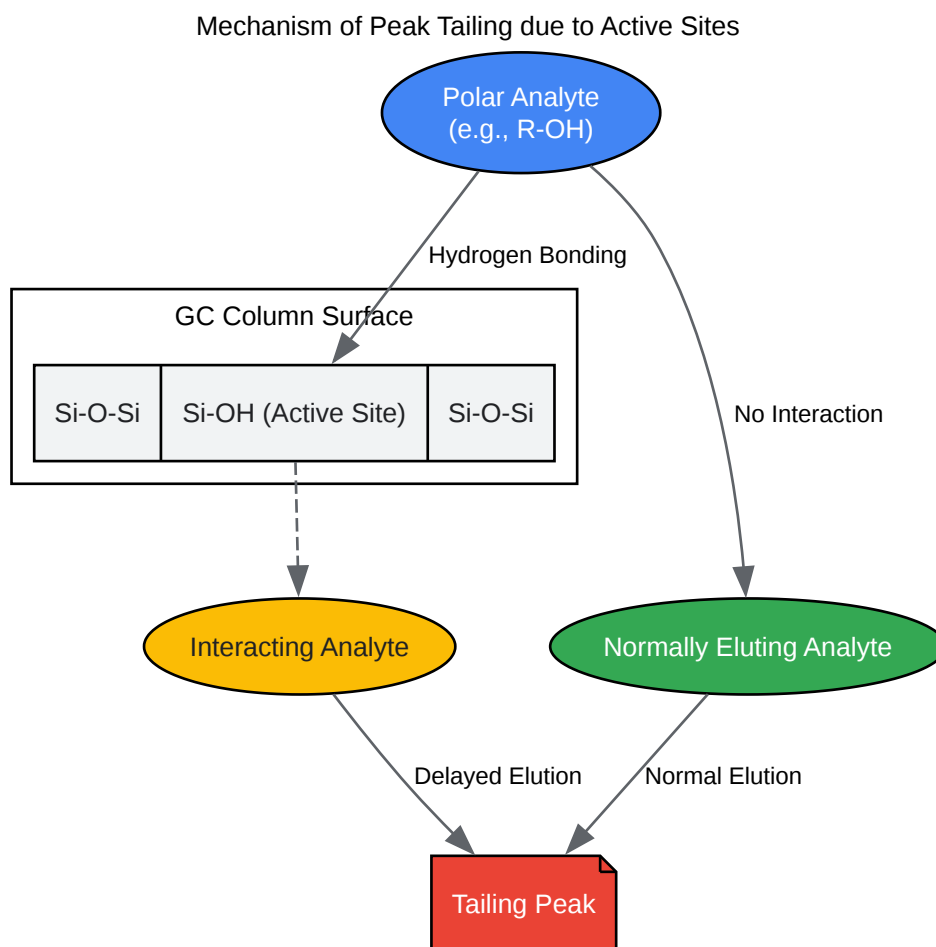 Mechanism of Peak Tailing due to Active Sites
Polar Analyte
(e.g., R-OH)
Hydrogen Bonding
GC Column Surface
Si-O-Si
Si-OH (Active Site)
Si-O-Si
No Interaction
Interacting Analyte
Normally Eluting Analyte
Delayed Elution
Normal Elution
Tailing Peak